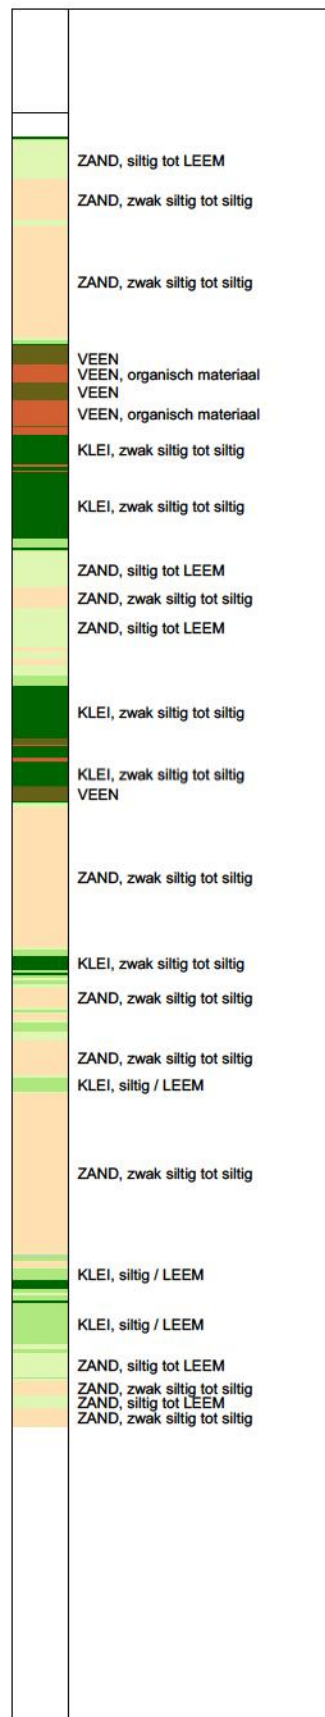 ZAND, siltig tot LEEM
ZAND, zwak siltig tot siltig
ZAND, zwak siltig tot siltig
VEEN
VEEN, organisch materiaal
VEEN
VEEN, organisch materiaal
KLEI, zwak siltig tot siltig
KLEI, zwak siltig tot siltig
ZAND, siltig tot LEEM
ZAND, zwak siltig tot siltig
ZAND, siltig tot LEEM
KLEI, zwak siltig tot siltig
KLEI, zwak siltig tot siltig
VEEN
ZAND, zwak siltig tot siltig
KLEI, zwak siltig tot siltig
ZAND, zwak siltig tot siltig
ZAND, zwak siltig tot siltig
KLEI, siltig / LEEM
ZAND, zwak siltig tot siltig
KLEI, siltig / LEEM
KLEI, siltig / LEEM
ZAND, siltig tot LEEM
ZAND, zwak siltig tot siltig
ZAND, siltig tot LEEM
ZAND, zwak siltig tot siltig